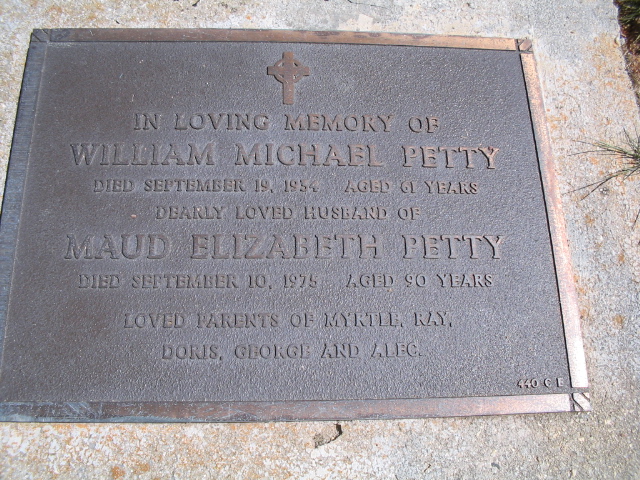 IN LOVING MEMORY OF
WILLIAM MICHAEL PETTY
DIED SEPTEMBER 19, 1954 AGED 61 YEARS
DEARLY LOVED HUSBAND OF
MAUD ELIZABETH PETTY
DIED SEPTEMBER 10, 1975 AGED 90 YEARS
LOVED PARENTS OF MYRTLE, RAY,
DORIS, GEORGE AND ALEC.
440 C E